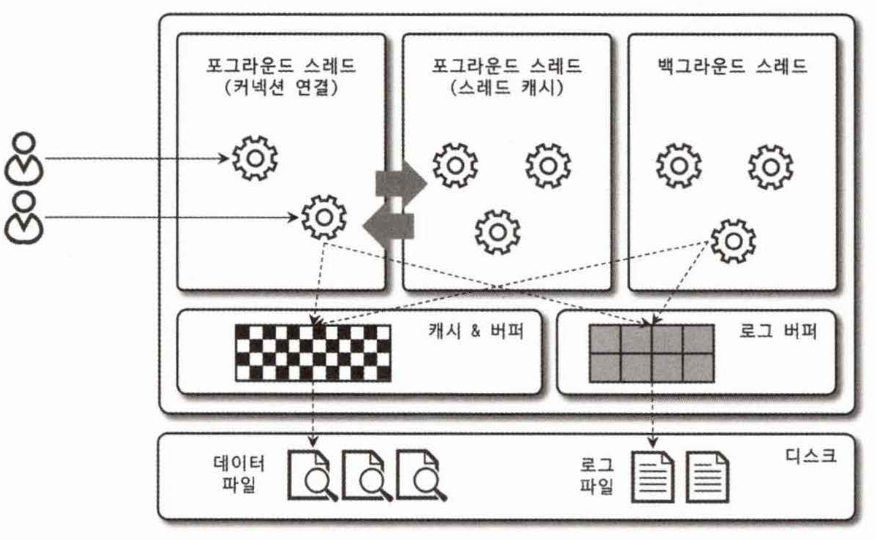 포그라운드 스레드
(커넥션 연결)
포그라운드 스레드
(스레드 캐시)
백그라운드 스레드
캐시 & 버퍼
로그 버퍼
데이터
파일
로그
파일
디스크